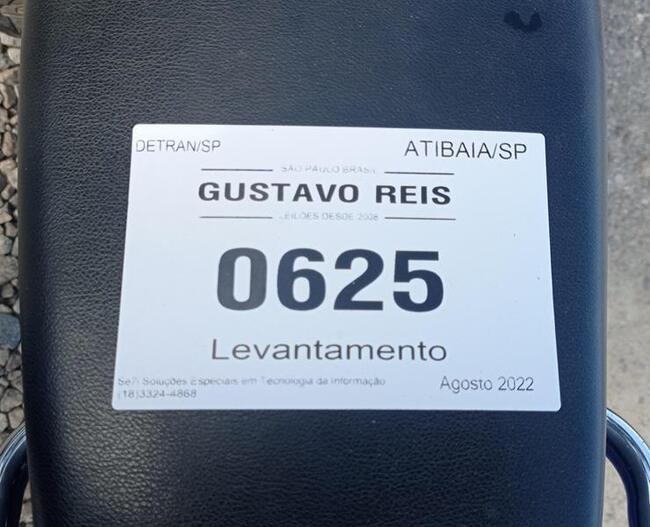 DETRAN/SP
ATIBAIA/SP
SÃO PAULO BRASIL
GUSTAVO REIS
LEILÕES DESDE 2008
0625
Levantamento
Se7i Soluções Especiais em Tecnologia da Informação
(18)3324-4868
Agosto 2022